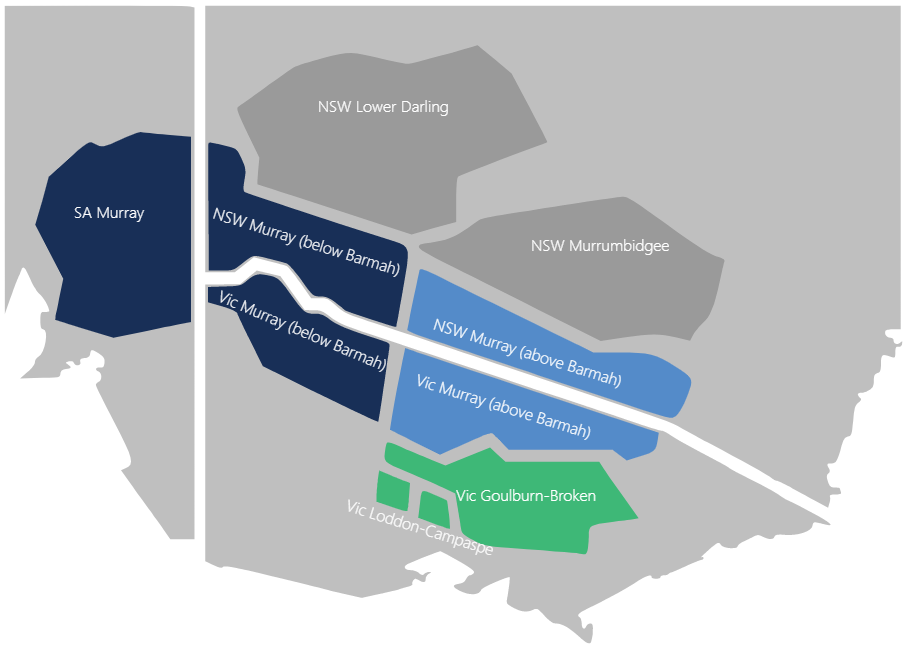 NSW Lower Darling
SA Murray
NSW Murray (below Barmah)
NSW Murrumbidgee
Vic Murray (below Barmah)
NSW Murray (above Barmah)
Vic Murray (above Barmah)
Vic Goulburn-Broken
Vic Loddon-Campaspe